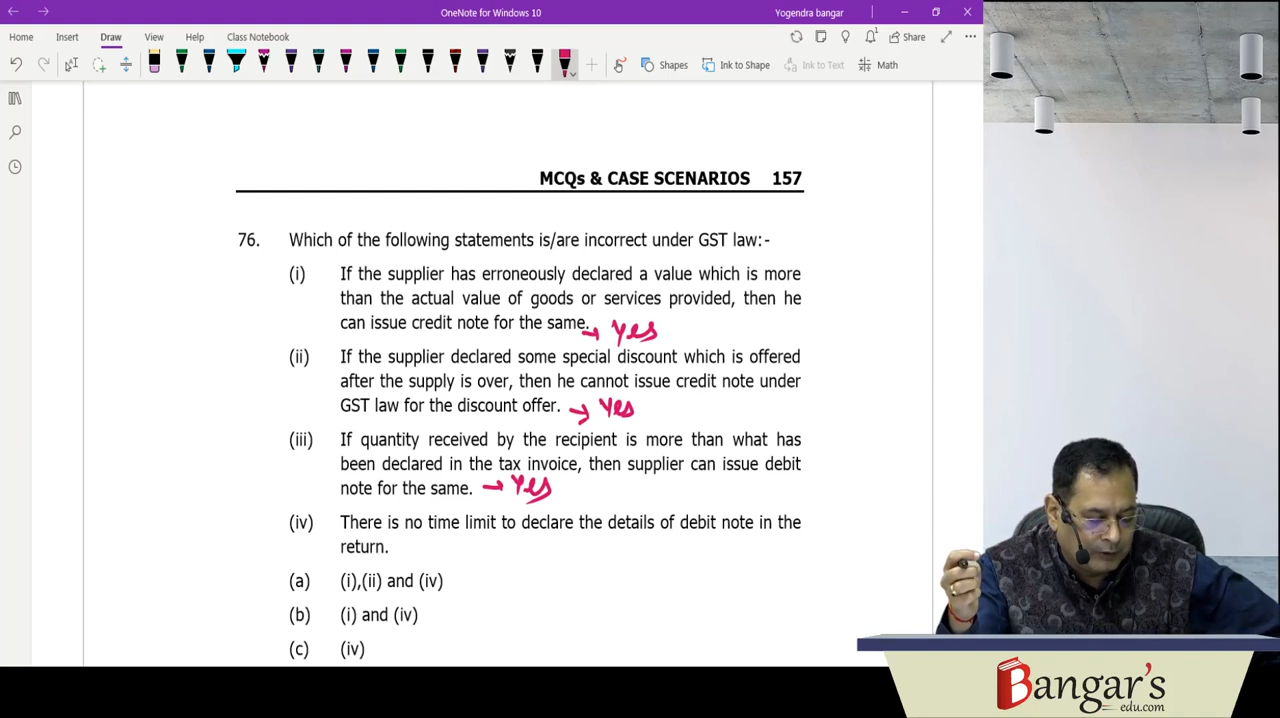 OneNote for Windows 10
Yogendra bangar
Home Insert Draw View Help Class Notebook
Share
Shapes Ink to Shape Ink to Text Math
MCQs & CASE SCENARIOS 157
76. Which of the following statements is/are incorrect under GST law:-
(i) If the supplier has erroneously declared a value which is more
than the actual value of goods or services provided, then he
can issue credit note for the same. → Yes
(ii) If the supplier declared some special discount which is offered
after the supply is over, then he cannot issue credit note under
GST law for the discount offer. → Yes
(iii) If quantity received by the recipient is more than what has
been declared in the tax invoice, then supplier can issue debit
note for the same. → Yes
(iv) There is no time limit to declare the details of debit note in the
return.
(a) (i),(ii) and (iv)
(b) (i) and (iv)
(c) (iv)
Bangar's
edu.com